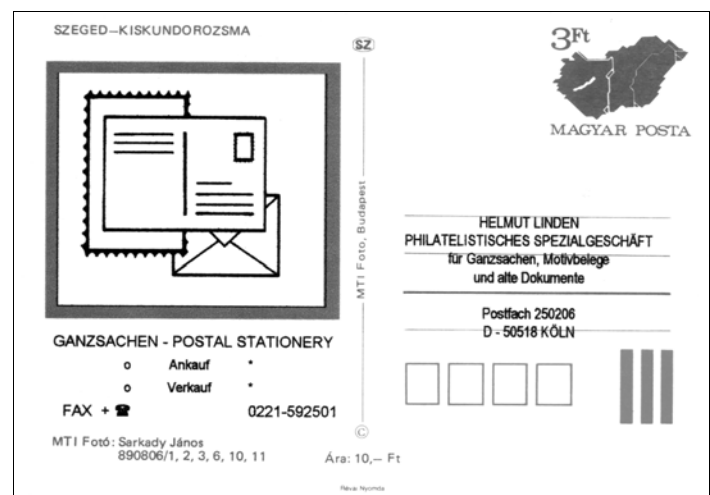 SZEGED–KISKUNDOROZSMA
GANZSACHEN - POSTAL STATIONERY
o Ankauf *
o Verkauf *
FAX + ☎ 0221-592501
MTI Fotó: Sarkady János
890806/1, 2, 3, 6, 10, 11
Ára: 10,— Ft
Révai Nyomda
SZ
MTI Foto, Budapest
©
3Ft
MAGYAR POSTA
HELMUT LINDEN
PHILATELISTISCHES SPEZIALGESCHÄFT
für Ganzsachen, Motivbelege
und alte Dokumente
Postfach 250206
D - 50518 KÖLN